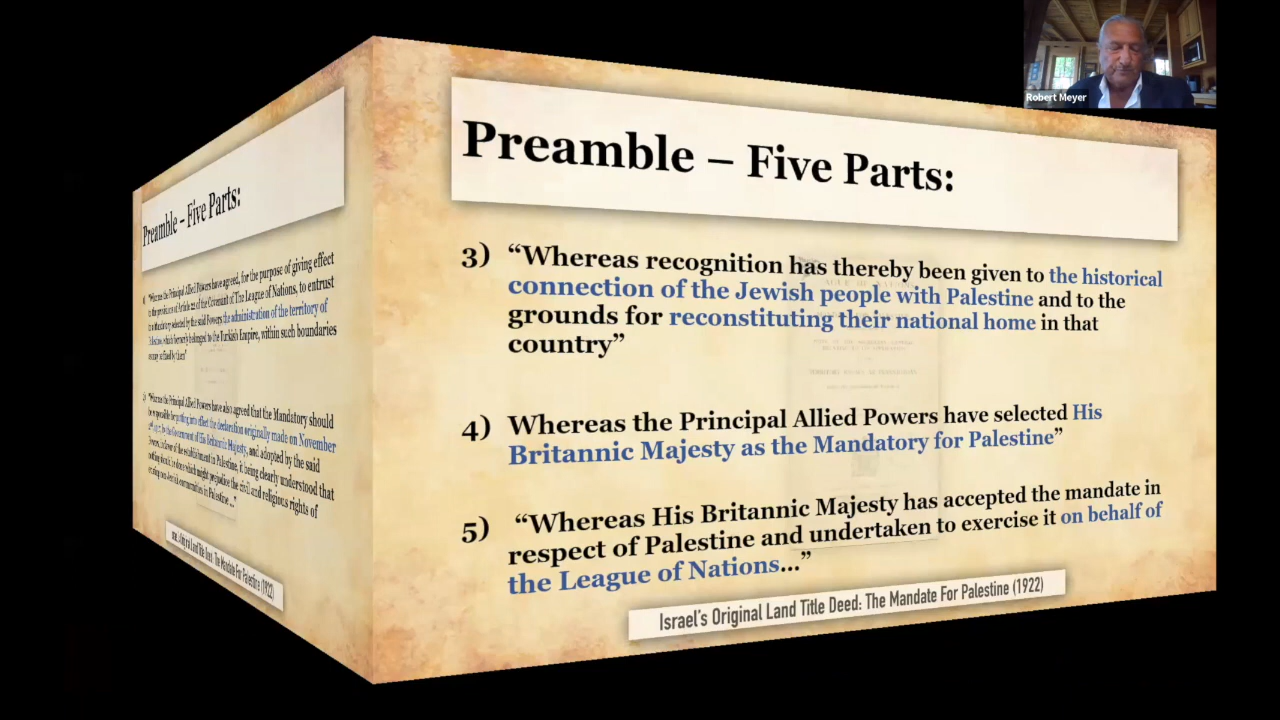 Robert Meyer
Preamble – Five Parts:
Preamble – Five Parts:
the Principal Allied Powers have agreed, for the purpose of giving effect
to the provisions of Article 22 of the Covenant of The League of Nations, to entrust
to a Mandatory selected by the said Powers the administration of the territory of
Palestine, which formerly belonged to the Turkish Empire, within such boundaries
by them”
the Principal Allied Powers have also agreed that the Mandatory should
be responsible for putting into effect the declaration originally made on November
by the Government of His Britannic Majesty, and adopted by the said
in favor of the establishment in Palestine, it being clearly understood that
nothing should be done which might prejudice the civil and religious rights of
existing non-Jewish communities in Palestine...”
Land Title Deed: The Mandate For Palestine (1922)
3) “Whereas recognition has thereby been given to the historical
connection of the Jewish people with Palestine and to the
grounds for reconstituting their national home in that
country”
4) Whereas the Principal Allied Powers have selected His
Britannic Majesty as the Mandatory for Palestine”
5) “Whereas His Britannic Majesty has accepted the mandate in
respect of Palestine and undertaken to exercise it on behalf of
the League of Nations...”
Israel's Original Land Title Deed: The Mandate For Palestine (1922)